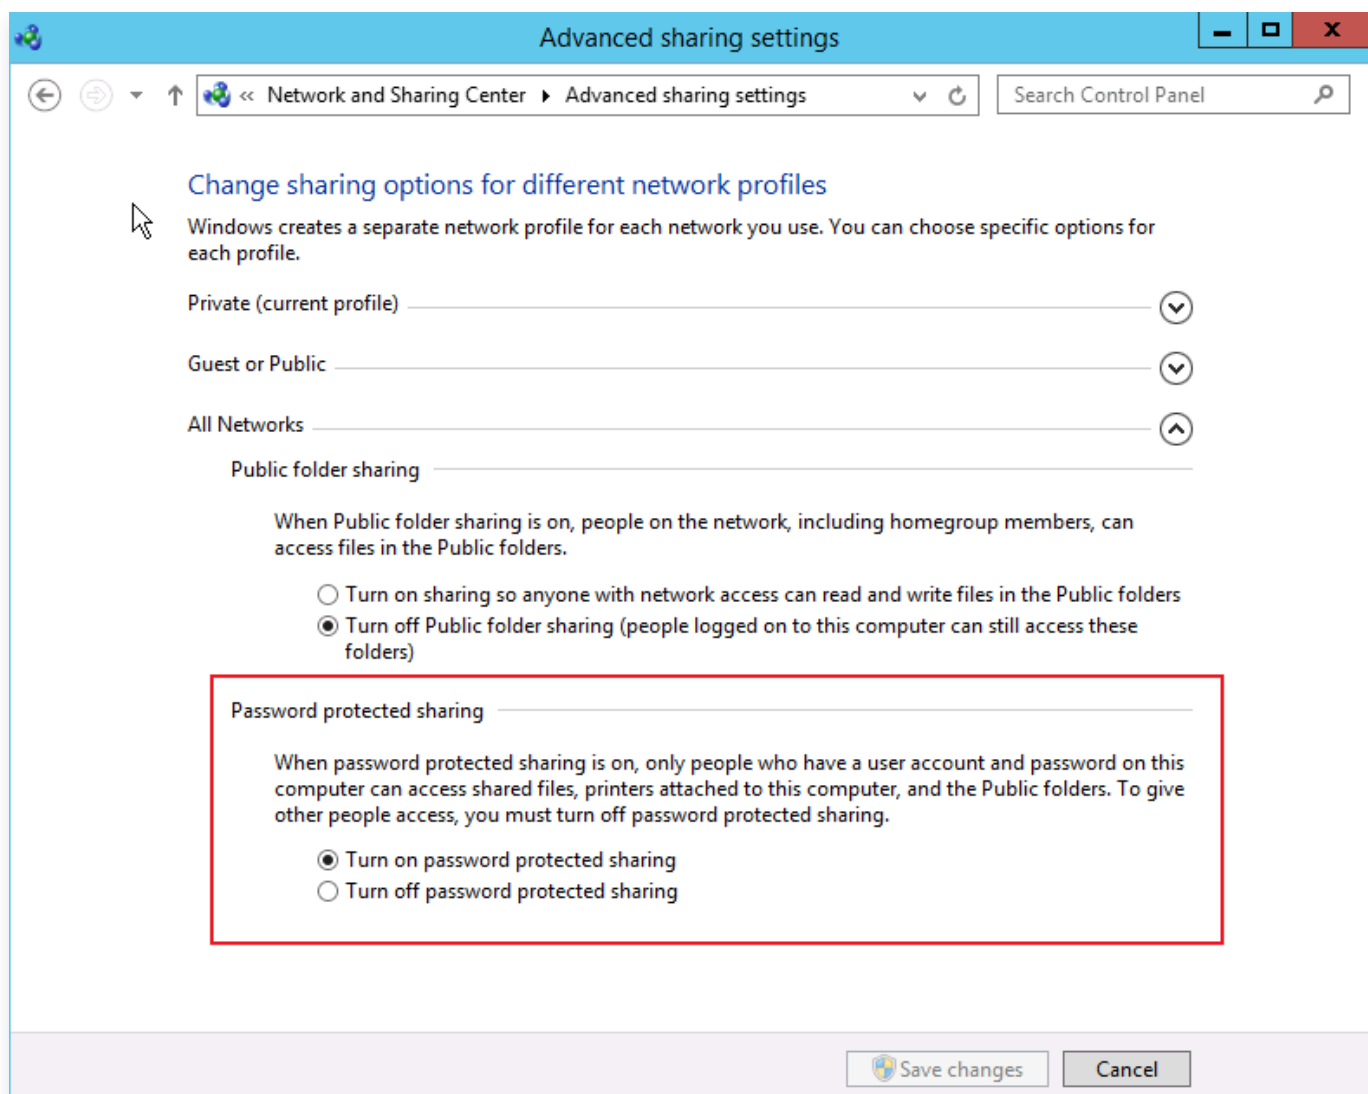 Advanced sharing settings
« Network and Sharing Center Advanced sharing settings
Search Control Panel
Change sharing options for different network profiles
Windows creates a separate network profile for each network you use. You can choose specific options for
each profile.
Private (current profile)
Guest or Public
All Networks
Public folder sharing
When Public folder sharing is on, people on the network, including homegroup members, can
access files in the Public folders.
Turn on sharing so anyone with network access can read and write files in the Public folders
Turn off Public folder sharing (people logged on to this computer can still access these
folders)
Password protected sharing
When password protected sharing is on, only people who have a user account and password on this
computer can access shared files, printers attached to this computer, and the Public folders. To give
other people access, you must turn off password protected sharing.
Turn on password protected sharing
Turn off password protected sharing
Save changes
Cancel